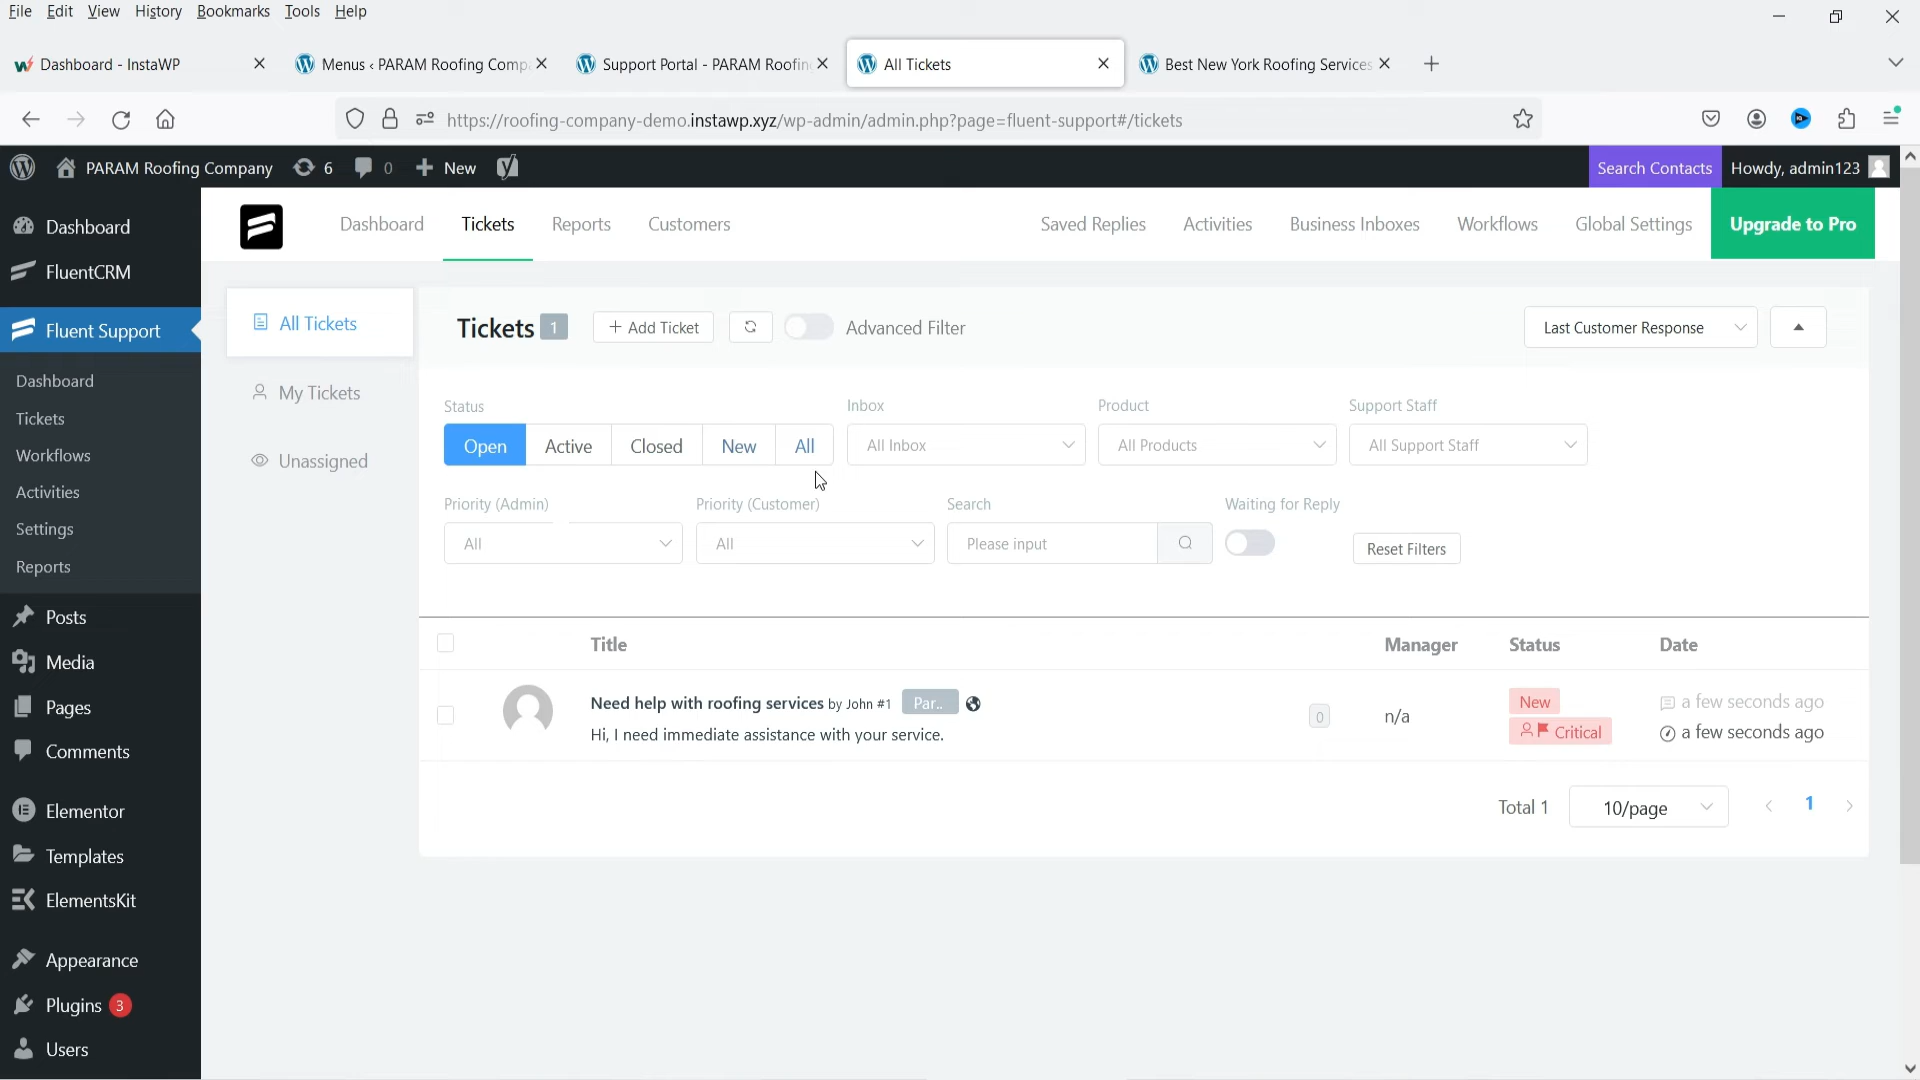 File Edit View History Bookmarks Tools Help
Dashboard - InstaWP
Menus ‹ PARAM Roofing Comp
Support Portal - PARAM Roofin
All Tickets
Best New York Roofing Services
https://roofing-company-demo.instawp.xyz/wp-admin/admin.php?page=fluent-support#/tickets
PARAM Roofing Company 6 0 + New
Search Contacts
Howdy, admin123
Dashboard
FluentCRM
Fluent Support
Dashboard
Tickets
Workflows
Activities
Settings
Reports
Posts
Media
Pages
Comments
Elementor
Templates
ElementsKit
Appearance
Plugins 3
Users
Dashboard Tickets Reports Customers
Saved Replies Activities Business Inboxes Workflows Global Settings Upgrade to Pro
All Tickets
My Tickets
Unassigned
Tickets 1 + Add Ticket Advanced Filter
Last Customer Response
Status Inbox Product Support Staff
Open Active Closed New All All Inbox All Products All Support Staff
Priority (Admin) Priority (Customer) Search Waiting for Reply
All All Please input Reset Filters
Title Manager Status Date
Need help with roofing services by John #1 Par..
Hi, I need immediate assistance with your service.
0 n/a
New
Critical
a few seconds ago
a few seconds ago
Total 1 10/page 1